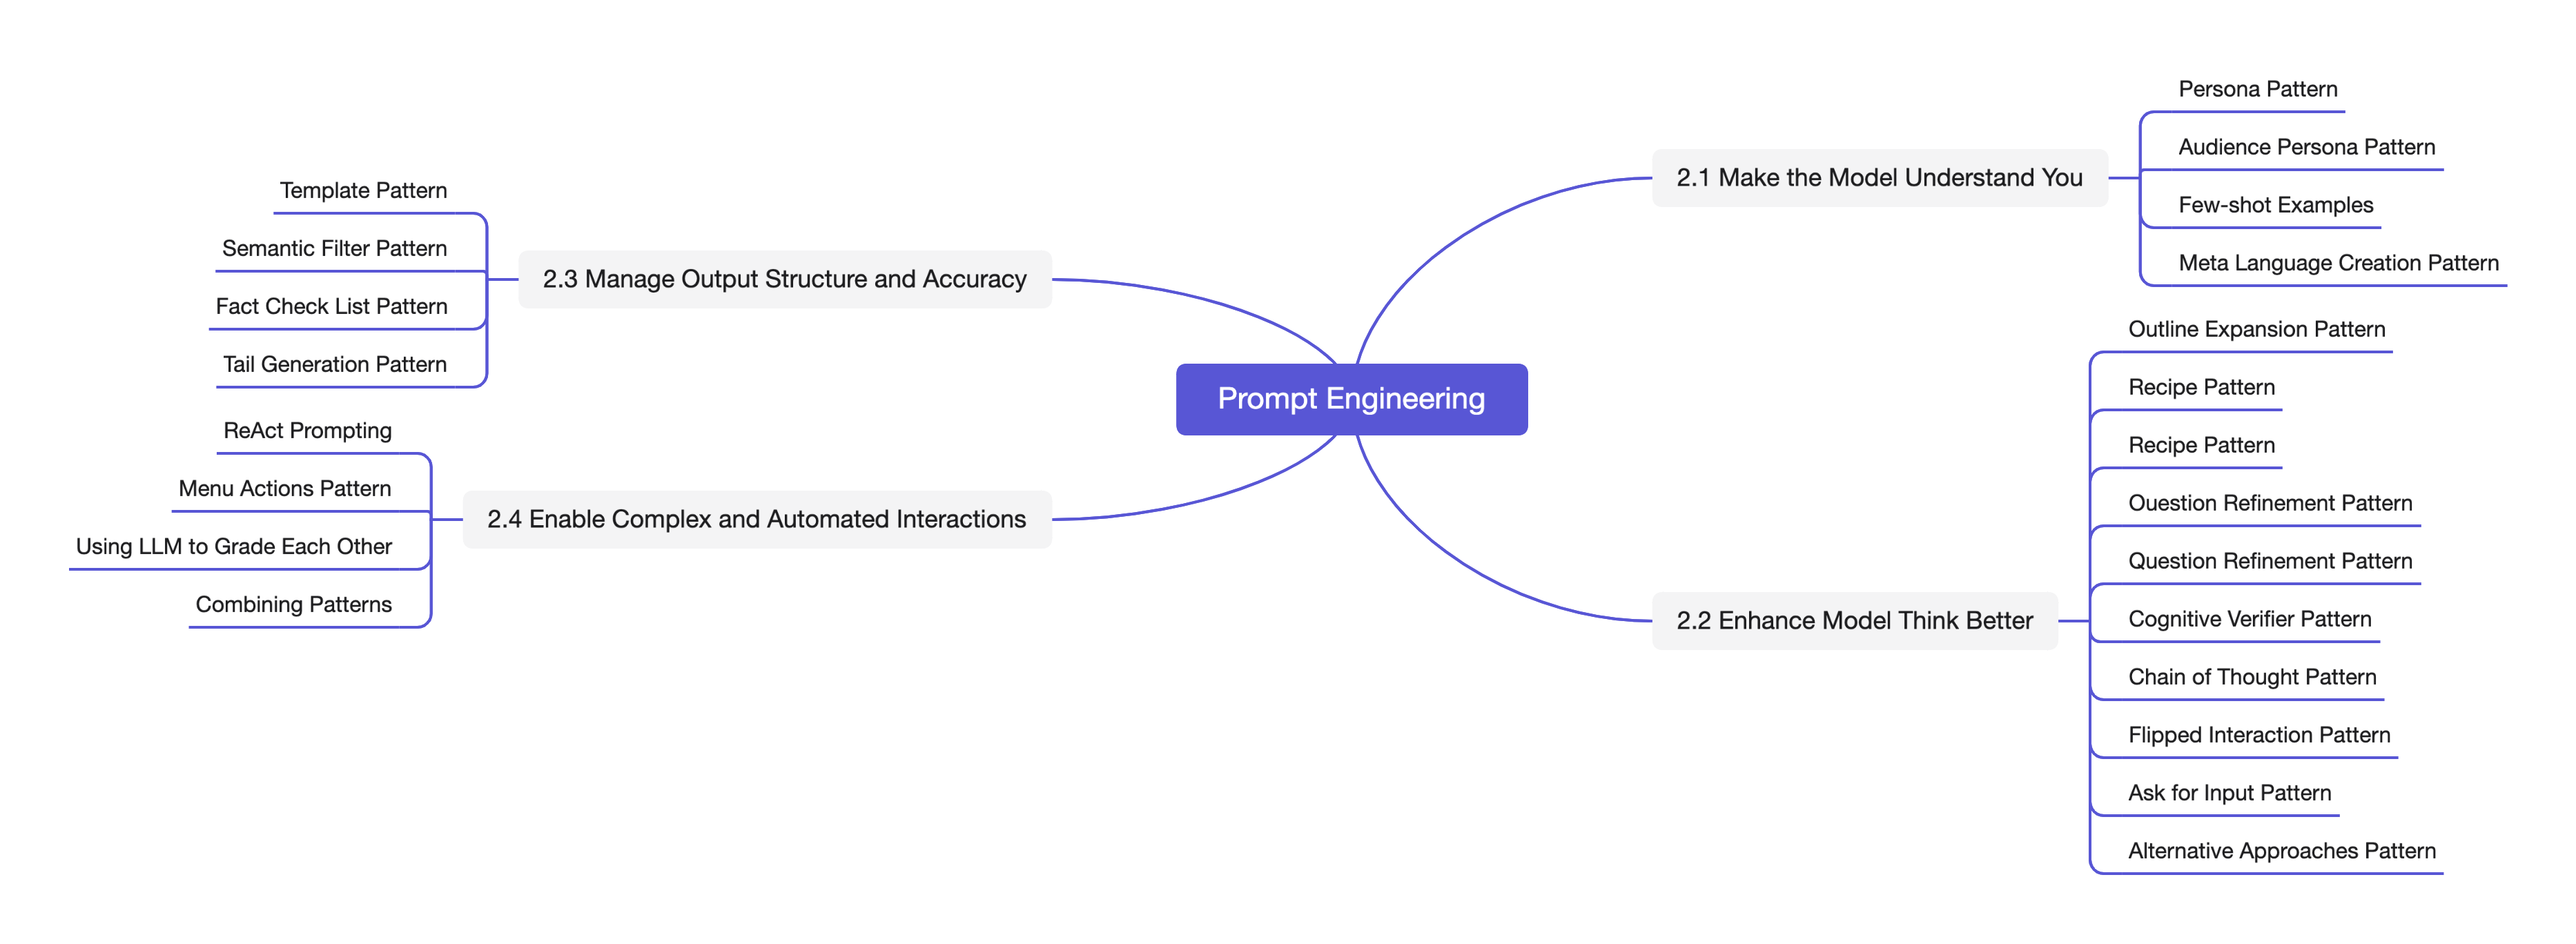 Prompt Engineering
2.1 Make the Model Understand You
Persona Pattern
Audience Persona Pattern
Few-shot Examples
Meta Language Creation Pattern
2.2 Enhance Model Think Better
Outline Expansion Pattern
Recipe Pattern
Recipe Pattern
Ouestion Refinement Pattern
Question Refinement Pattern
Cognitive Verifier Pattern
Chain of Thought Pattern
Flipped Interaction Pattern
Ask for Input Pattern
Alternative Approaches Pattern
2.3 Manage Output Structure and Accuracy
Template Pattern
Semantic Filter Pattern
Fact Check List Pattern
Tail Generation Pattern
2.4 Enable Complex and Automated Interactions
ReAct Prompting
Menu Actions Pattern
Using LLM to Grade Each Other
Combining Patterns